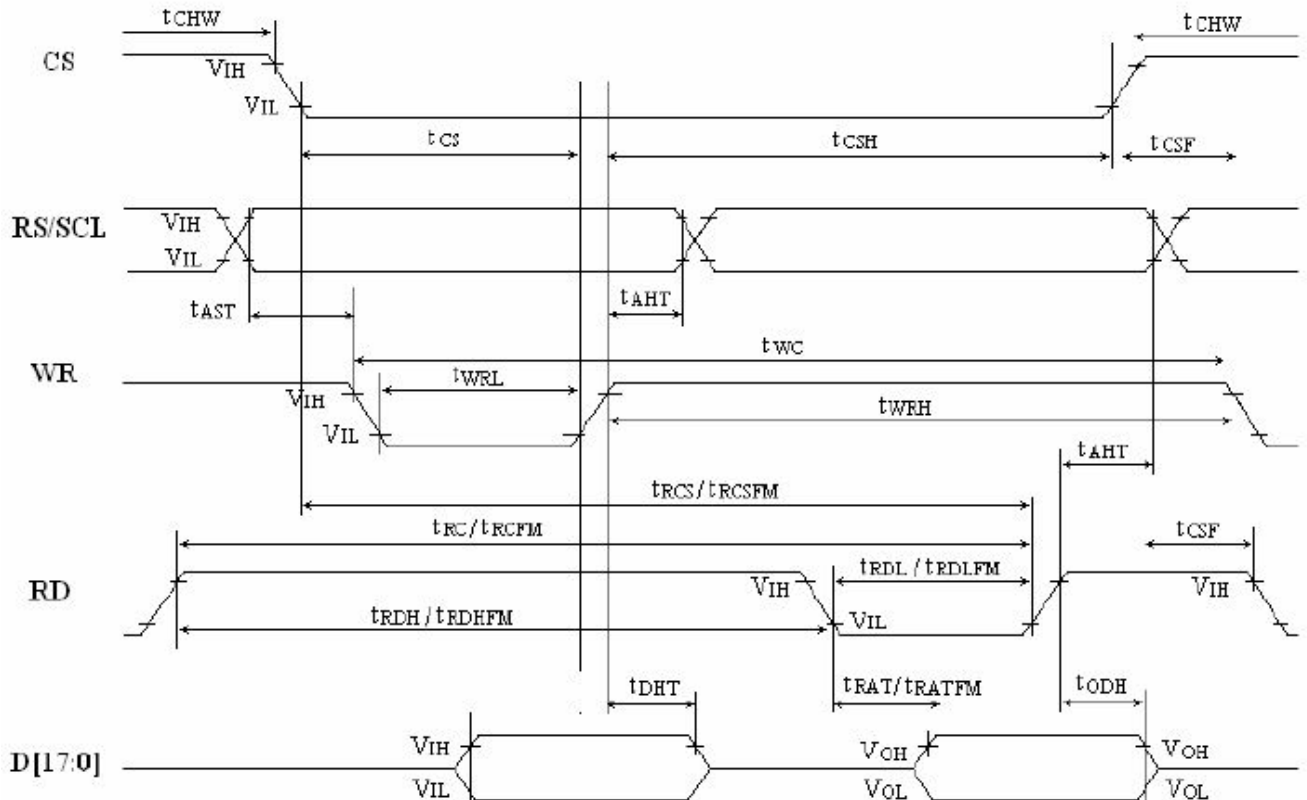 tCHW
tCHW
CS
VIH
VIL
tCS
tCSH
tCSF
RS/SCL
VIH
VIL
tAST
tAHT
tWC
WR
tWRL
VIH
tWRH
VIL
tAHT
tRCS/tRCSFM
tRC/tRCFM
tCSF
RD
tRDL/tRDLFM
VIH
VIH
tRDH/tRDHFM
VIL
tDHT
tRAT/tRATFM
tODH
D[17:0]
VIH
VOH
VOH
VIL
VOL
VOL